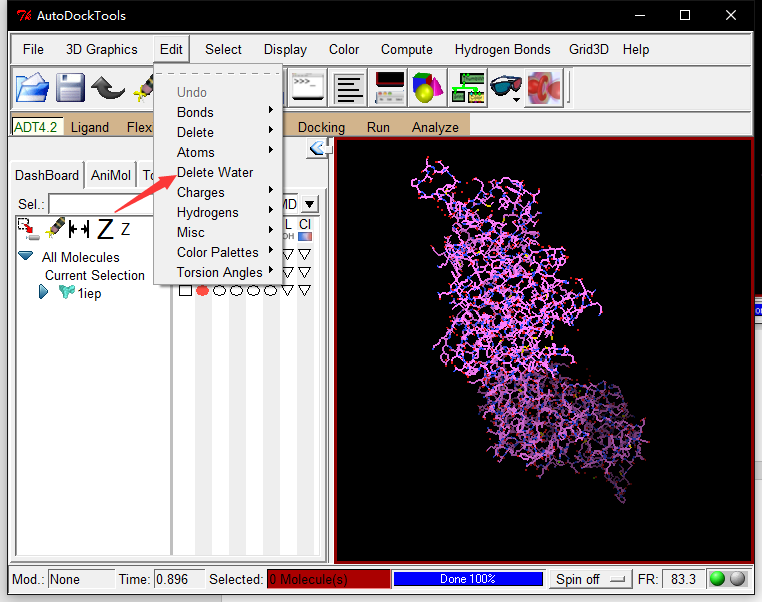 AutoDockTools
File 3D Graphics Edit Select Display Color Compute Hydrogen Bonds Grid3D Help
>>>_
ADT4.2 Ligand Flex Docking Run Analyze
Undo
Bonds
Delete
Atoms
Delete Water
Charges
Hydrogens
Misc
Color Palettes
Torsion Angles
DashBoard AniMol To
Sel.: MD
Z Z L Cl
OH
All Molecules
Current Selection
1iep
Mod.: None Time: 0.896 Selected: 0 Molecule(s) Done 100% Spin off FR: 83.3